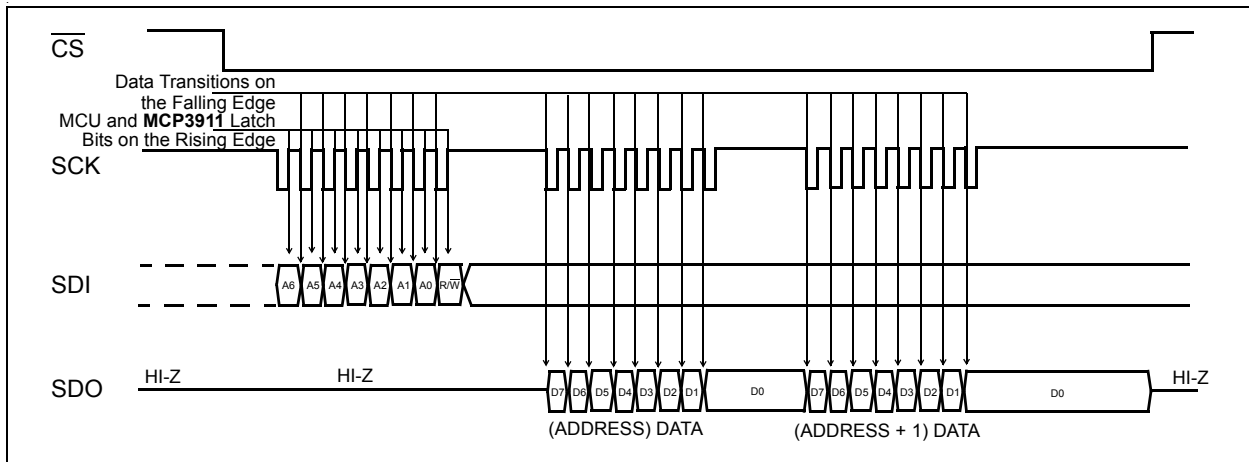 CS
Data Transitions on
the Falling Edge
MCU and MCP3911 Latch
Bits on the Rising Edge
SCK
SDI
A6 A5 A4 A3 A2 A1 A0 R/W
SDO
HI-Z HI-Z D7 D6 D5 D4 D3 D2 D1 D0 D7 D6 D5 D4 D3 D2 D1 D0 HI-Z
(ADDRESS) DATA (ADDRESS + 1) DATA